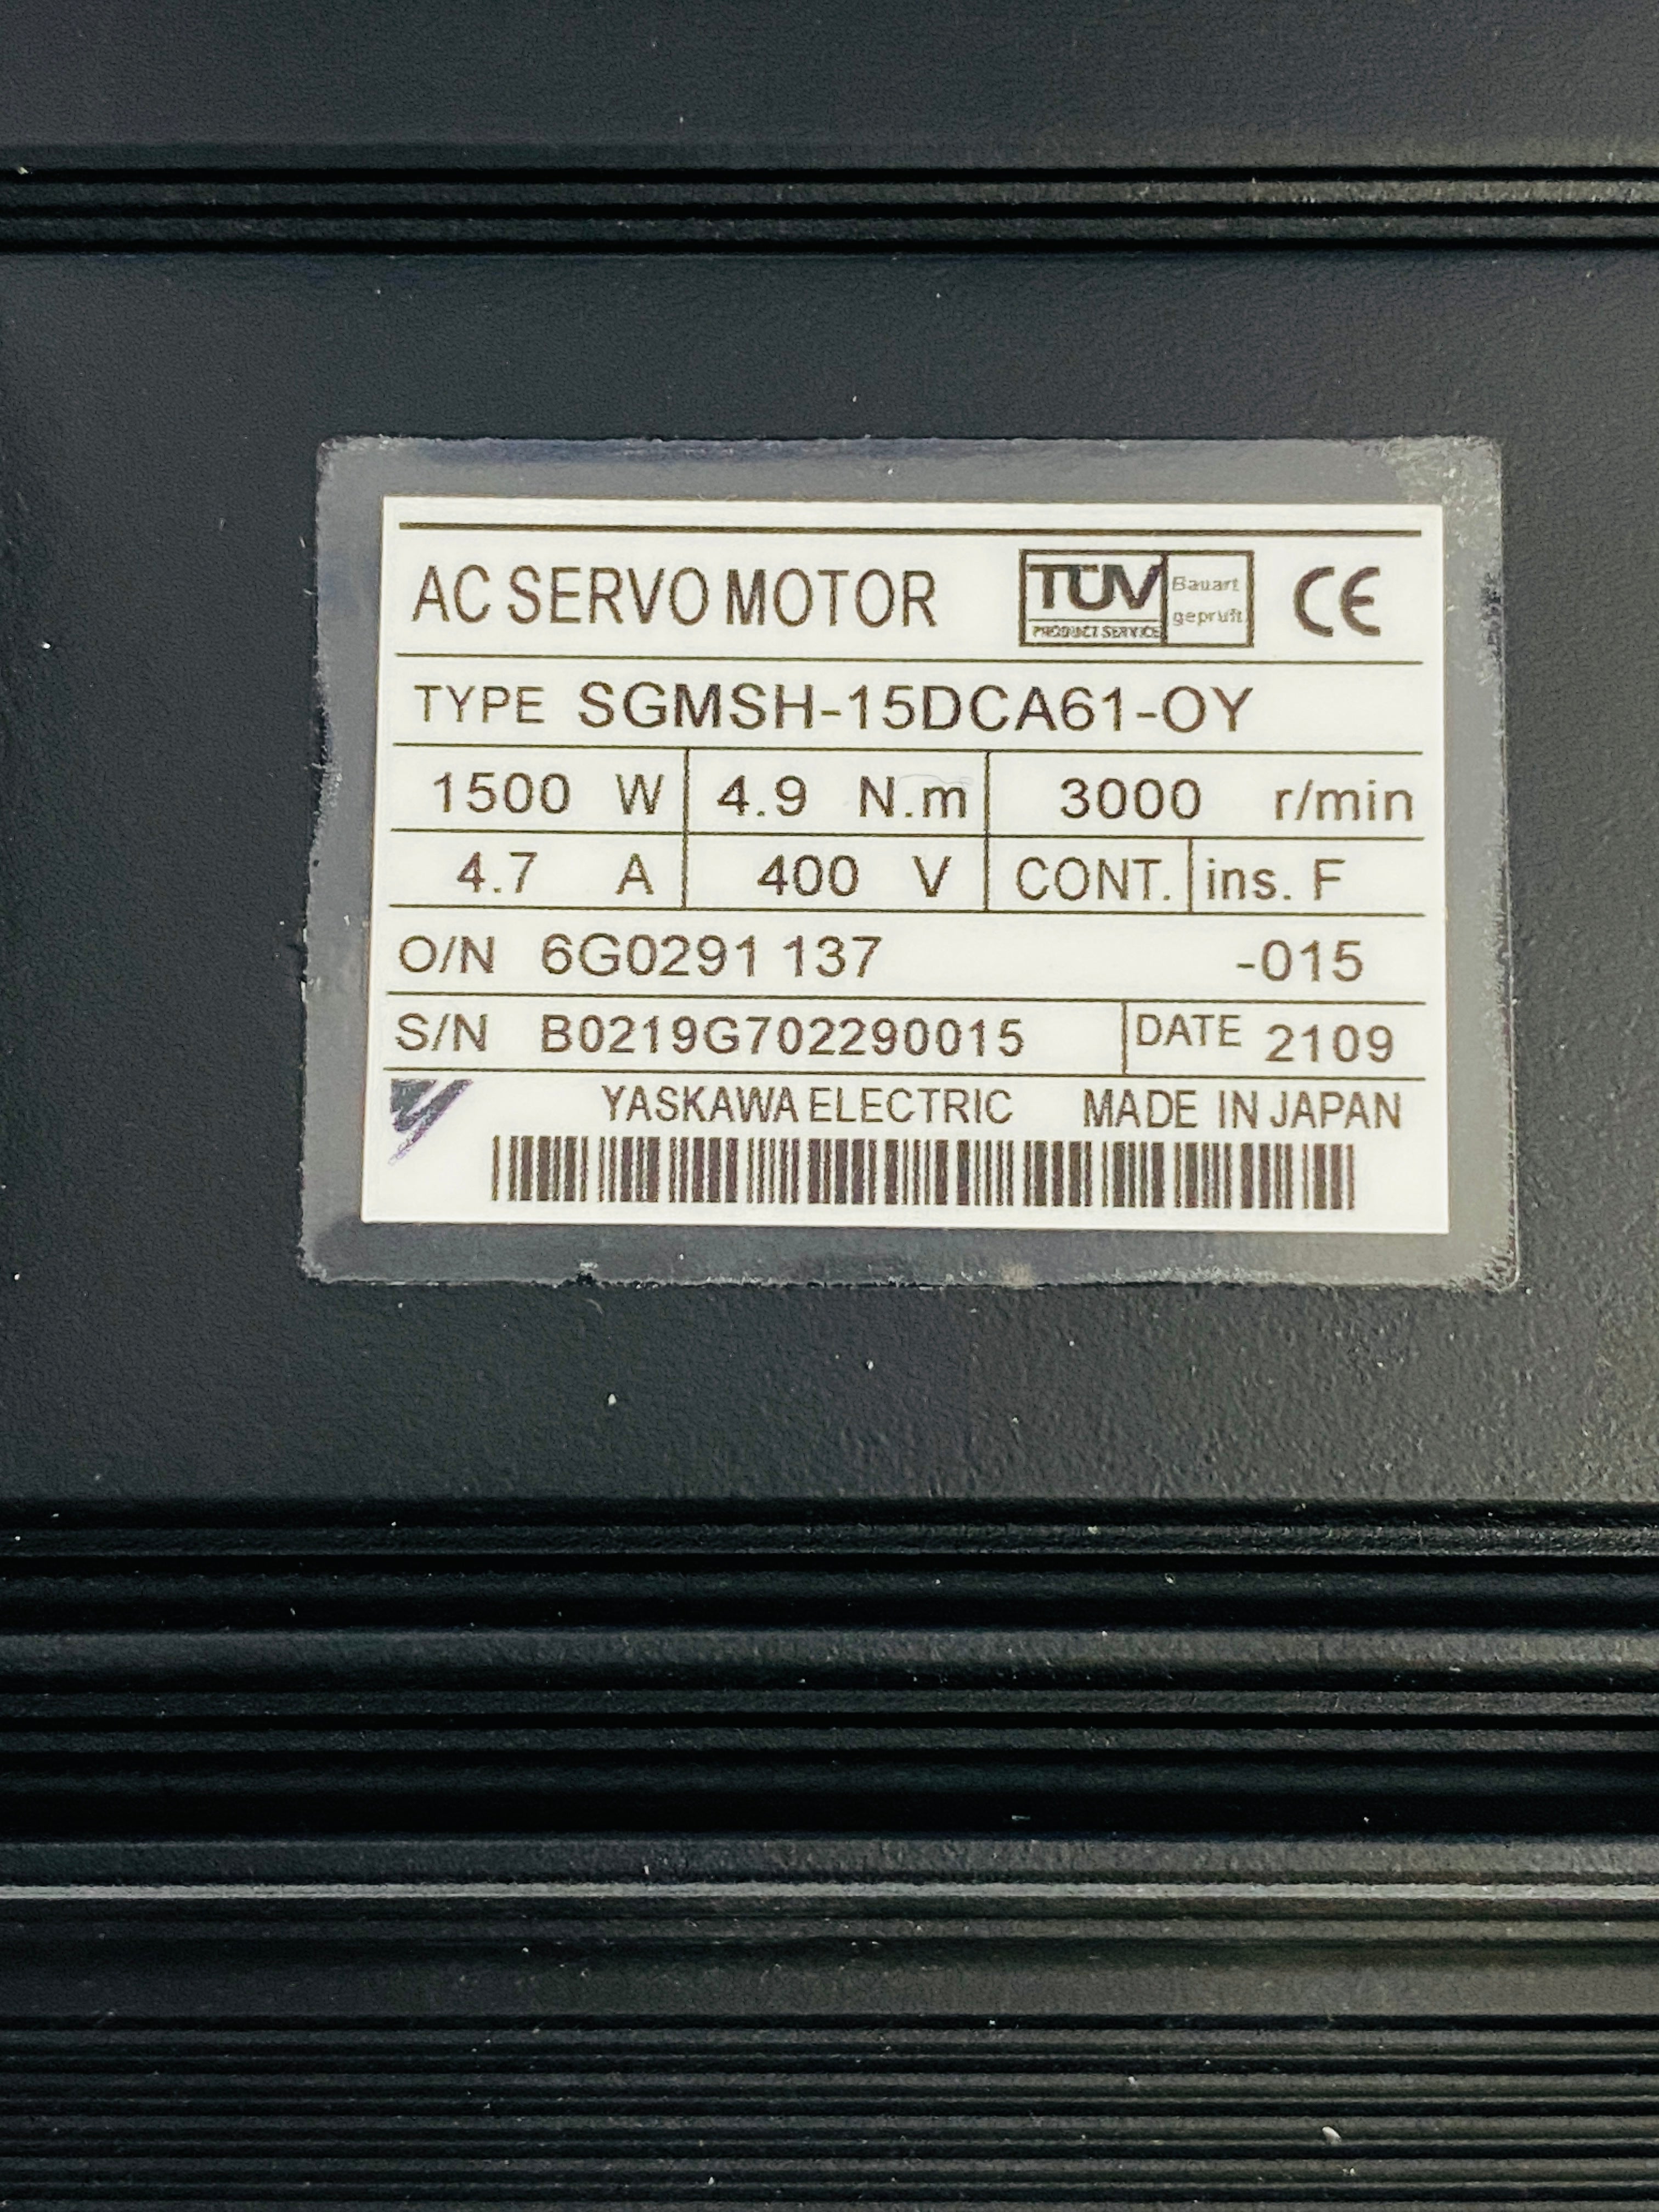 AC SERVO MOTOR TÜV PRODUCT SERVICE Bauart geprüft CE
TYPE SGMSH-15DCA61-OY
1500 W 4.9 N.m 3000 r/min
4.7 A 400 V CONT. ins. F
O/N 6G0291 137 -015
S/N B0219G702290015 DATE 2109
YASKAWA ELECTRIC MADE IN JAPAN